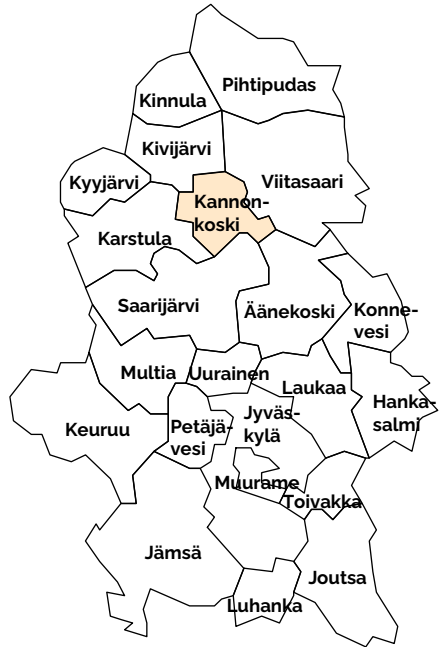 Pihtipudas
Kinnula
Kivijärvi
Kyyjärvi
Viitasaari
Kannon-
koski
Karstula
Saarijärvi
Äänekoski
Konne-
vesi
Multia
Uurainen
Laukaa
Hanka-
salmi
Keuruu
Petäjä-
vesi
Jyväs-
kylä
Muurame
Toivakka
Jämsä
Joutsa
Luhanka